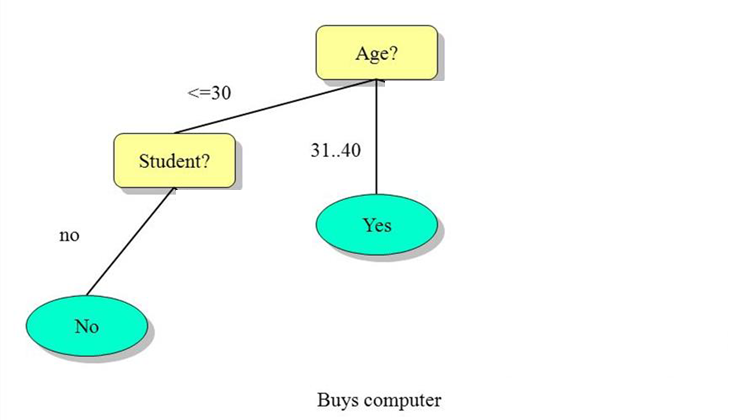 Age?
<=30
Student?
31..40
Yes
no
No
Buys computer